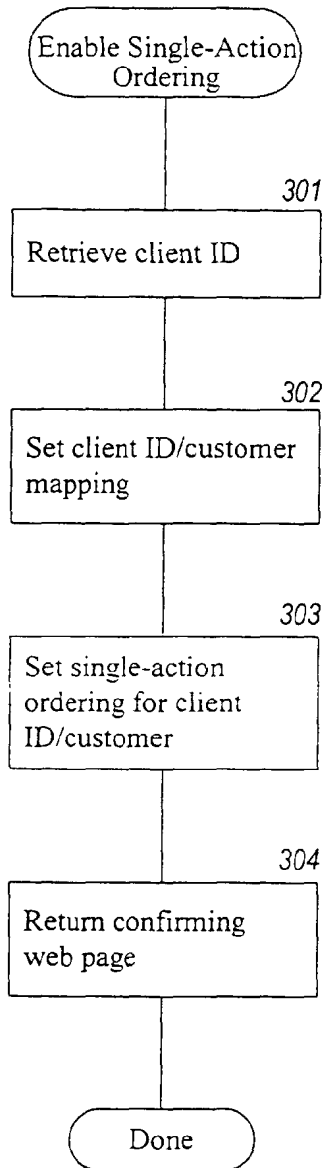 Enable Single-Action
Ordering
301
Retrieve client ID
302
Set client ID/customer
mapping
303
Set single-action
ordering for client
ID/customer
304
Return confirming
web page
Done